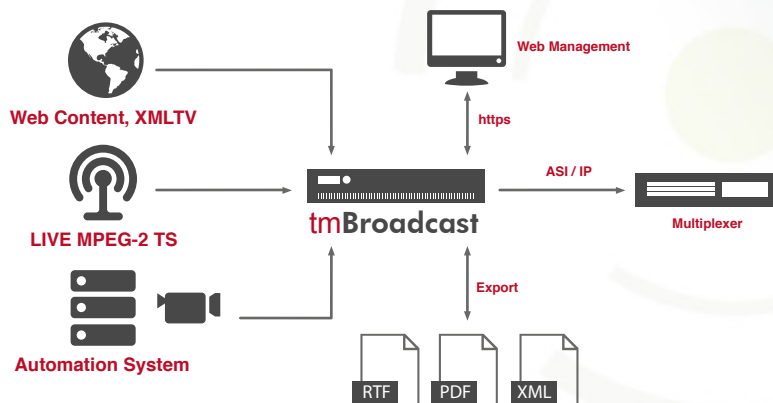 Web Management
Web Content, XMLTV
https
ASI / IP
tmBroadcast
Multiplexer
LIVE MPEG-2 TS
Export
Automation System
RTF
PDF
XML